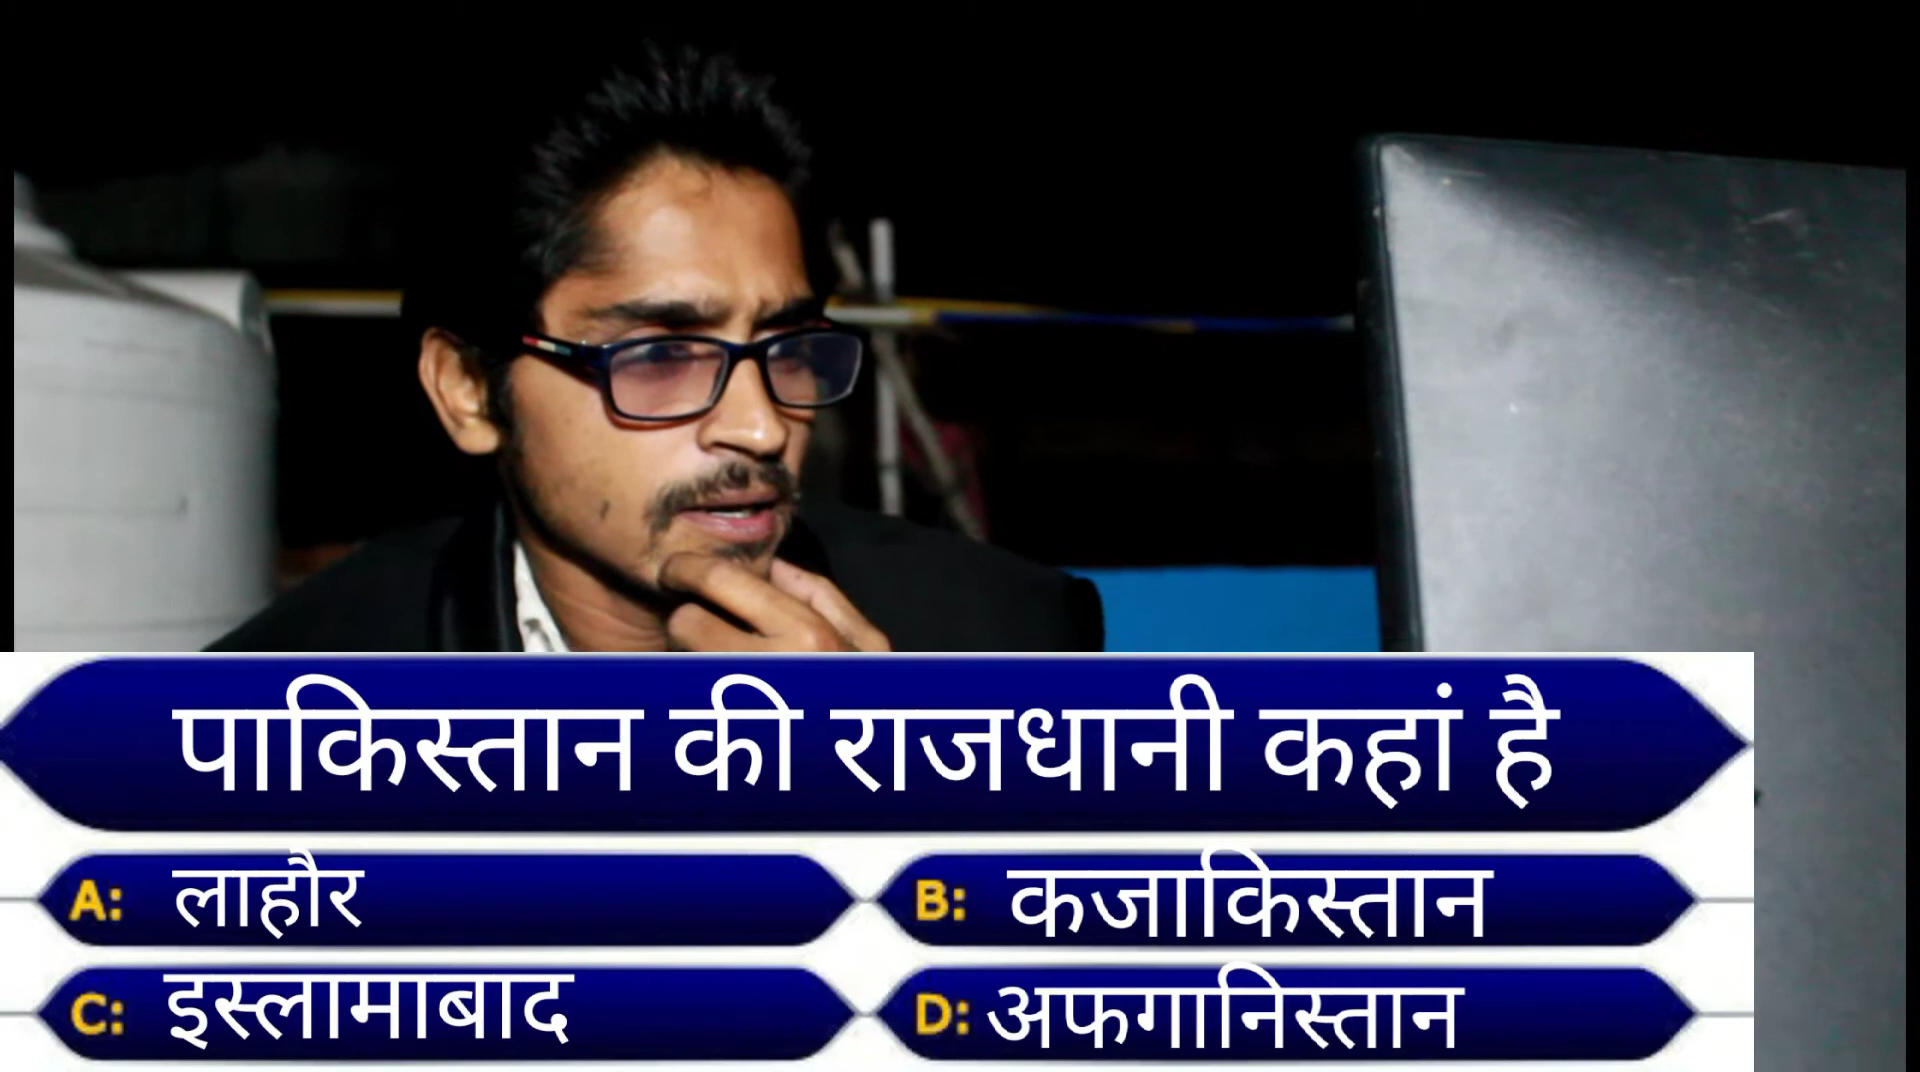 पाकिस्तान की राजधानी कहां है
A: लाहौर
B: कजाकिस्तान
C: इस्लामाबाद
D: अफगानिस्तान